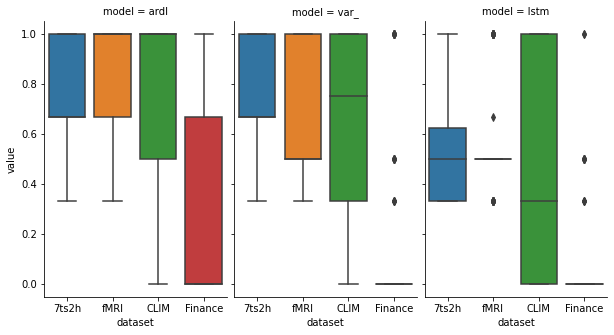 model = ardl
model = var_
model = lstm
value
1.0
0.8
0.6
0.4
0.2
0.0
7ts2h fMRI CLIM Finance
7ts2h fMRI CLIM Finance
7ts2h fMRI CLIM Finance
dataset
dataset
dataset